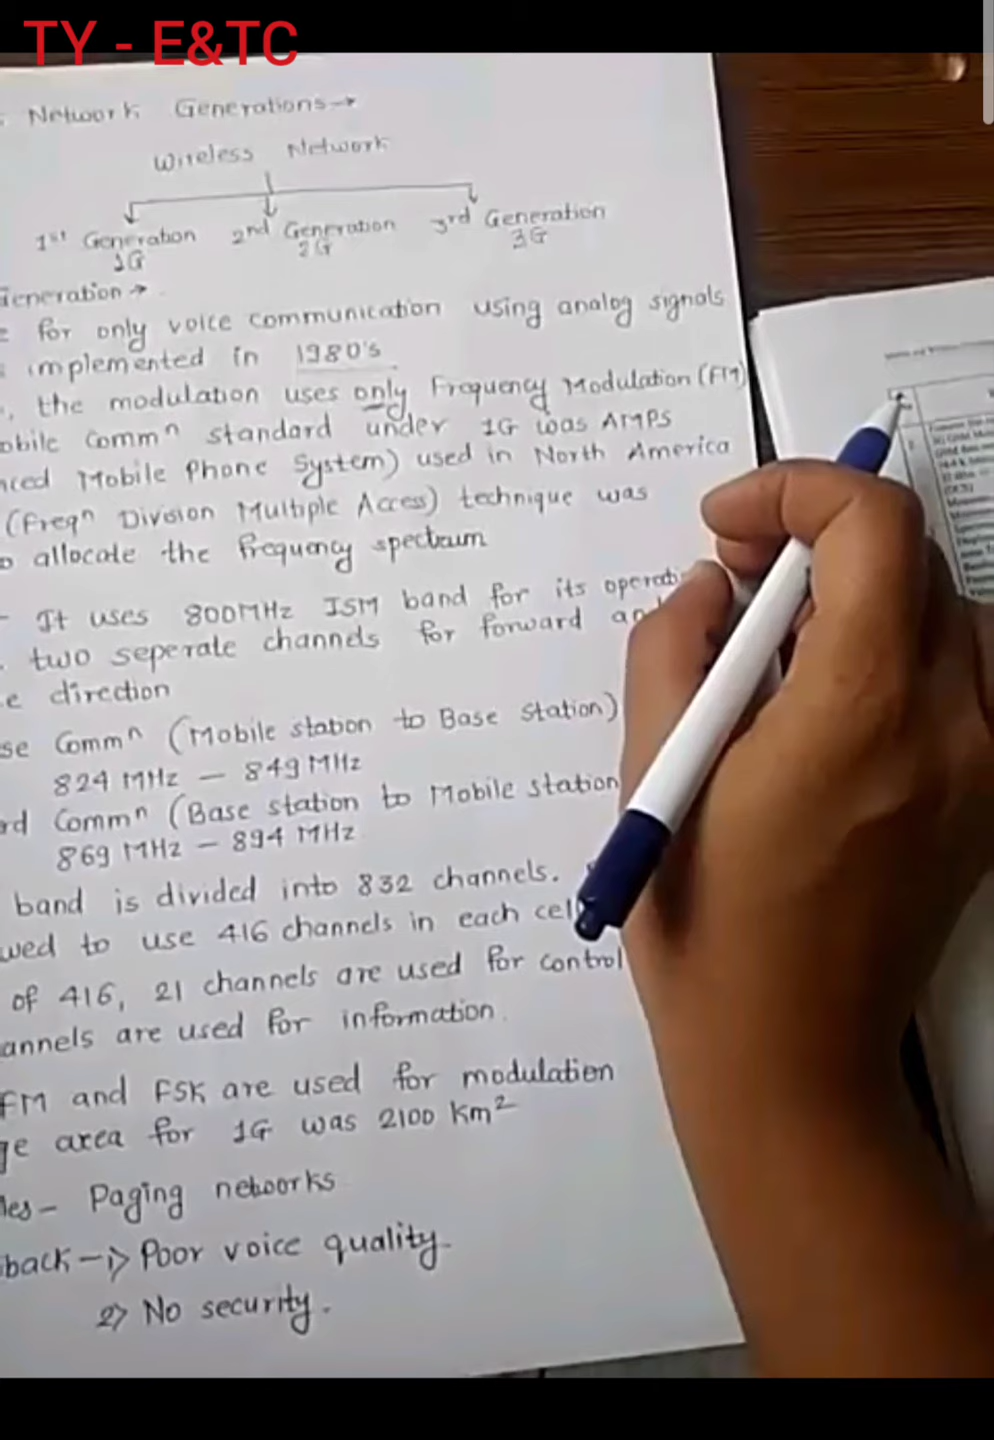 TY - E&TC
Network Generations →
Wireless Network
1st Generation 2nd Generation 3rd Generation
1G 2G 3G
Generation →
for only voice communication using analog signals
implemented in 1980's
, the modulation uses only Frequency Modulation (FM)
obile Commⁿ standard under 1G was AMPS
nced Mobile Phone System) used in North America
(Freqⁿ Division Multiple Access) technique was
o allocate the frequency spectrum
- It uses 800MHz ISM band for its operati
two seperate channels for forward an
e direction
se Commⁿ (Mobile station to Base Station)
824 MHz - 849 MHz
rd Commⁿ (Base station to Mobile station
869 MHz - 894 MHz
band is divided into 832 channels.
wed to use 416 channels in each cel
of 416, 21 channels are used for control
annels are used for information.
FM and FSK are used for modulation
ge area for 1G was 2100 Km²
les - Paging networks
back - 1) Poor voice quality.
2) No security.